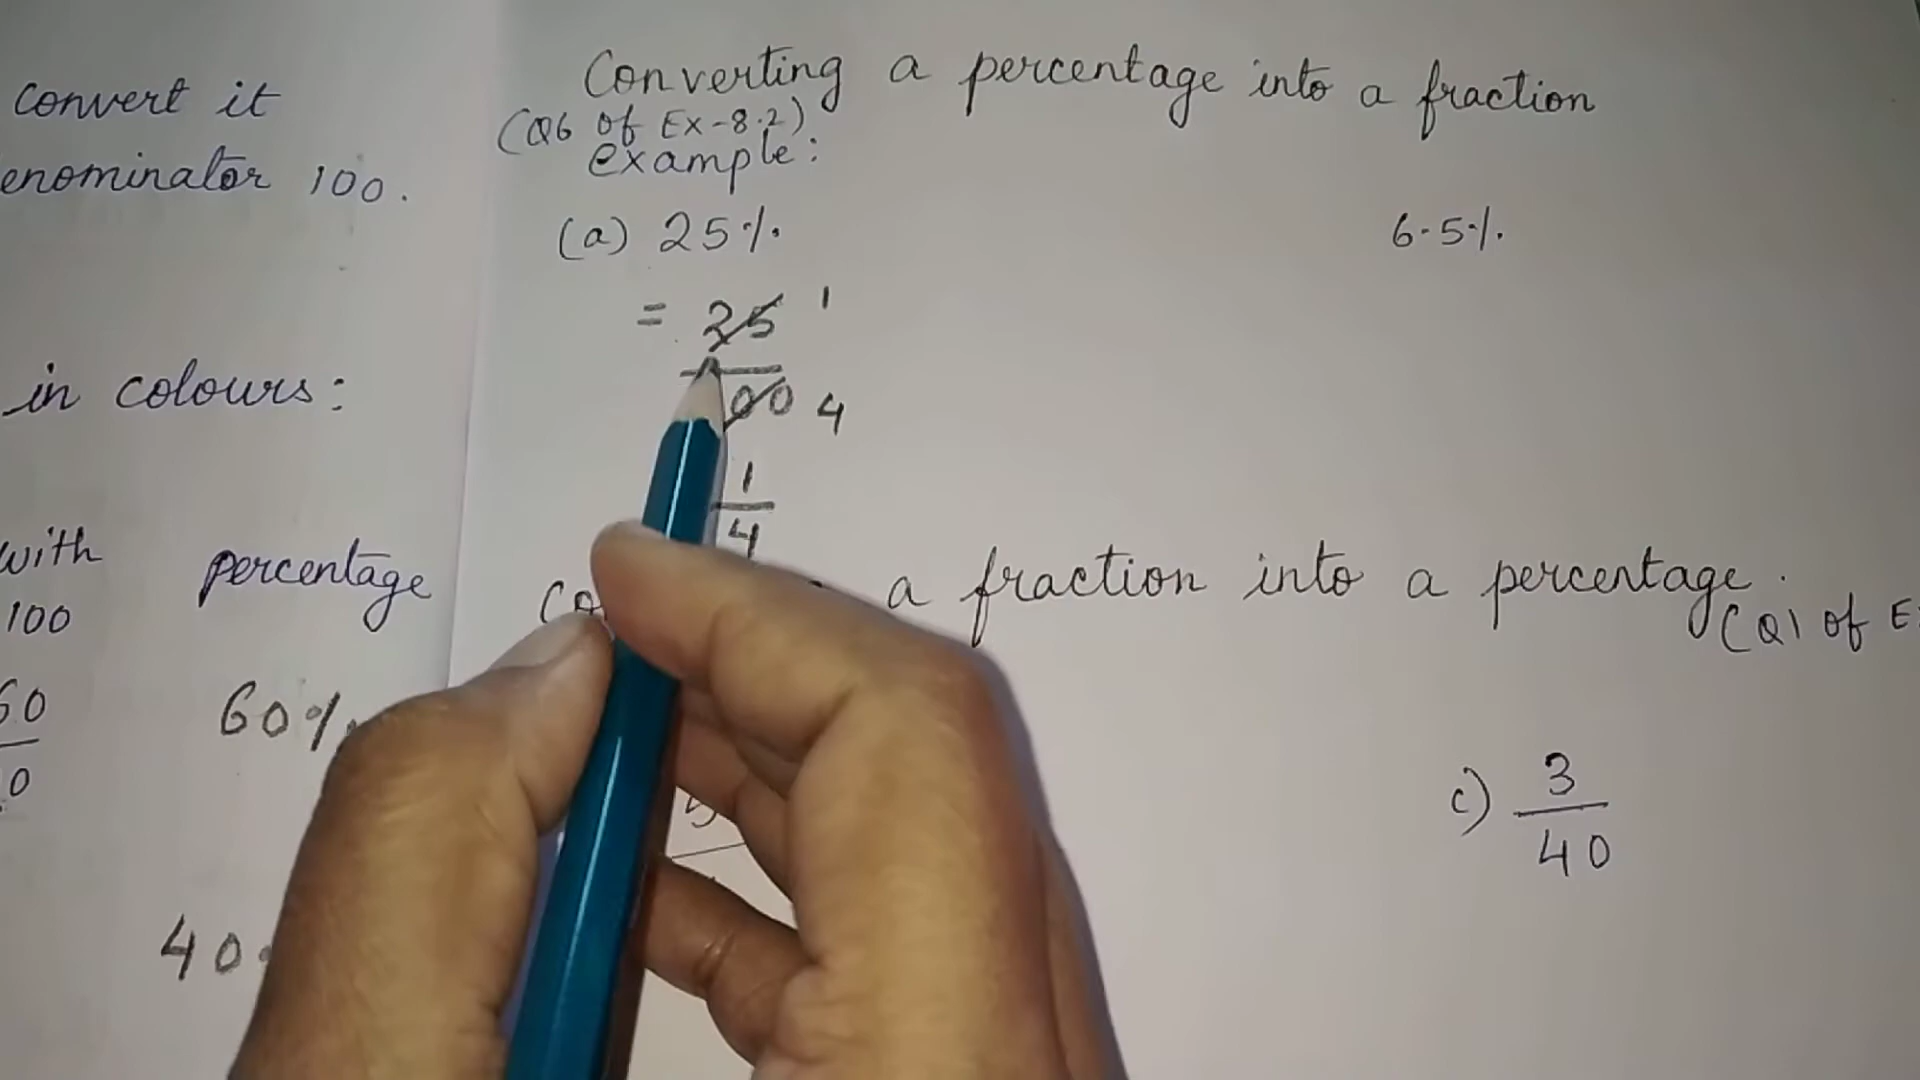 convert it
enominator 100.
in colours:
with percentage
100
60 60%
0
40
Converting a percentage into a fraction
(Q6 of Ex-8.2)
example:
(a) 25% 6.5%
= 25 1
00 4
1
4
a fraction into a percentage.
(Q1 of E
c) 3
40